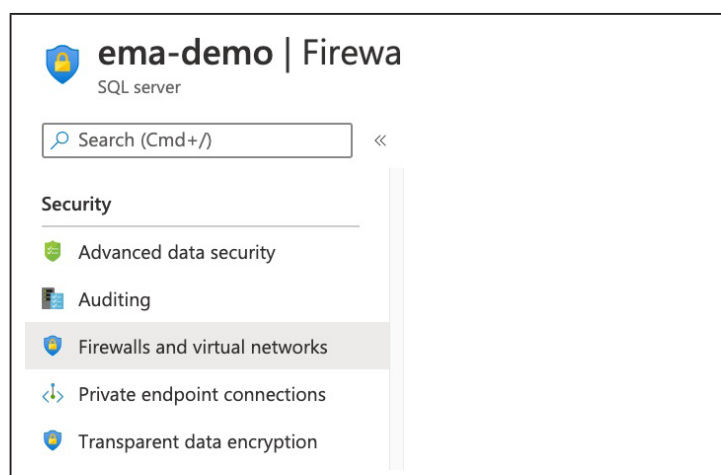 ema-demo | Firewa
SQL server
Search (Cmd+/)
«
Security
Advanced data security
Auditing
Firewalls and virtual networks
Private endpoint connections
Transparent data encryption